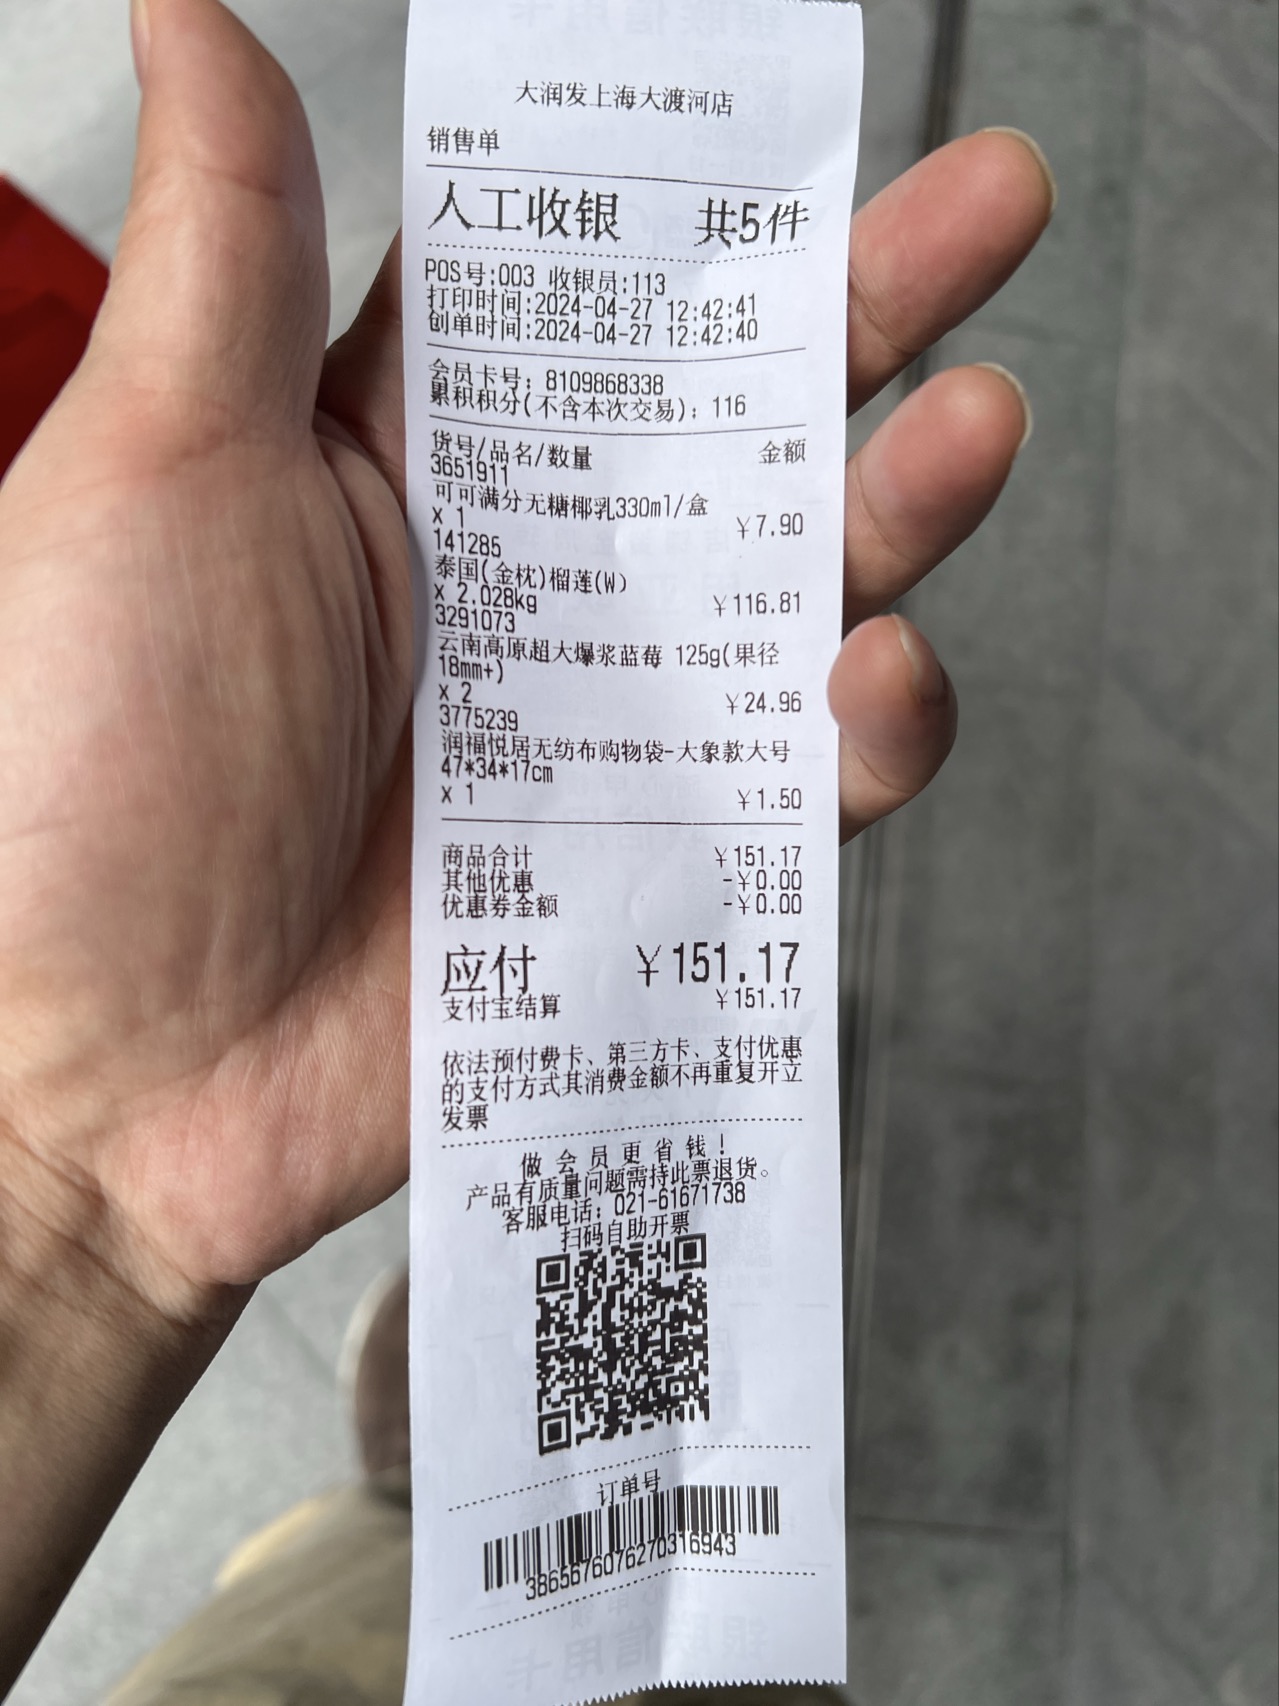 大润发上海大渡河店
销售单
人工收银 共5件
POS号:003 收银员:113
打印时间:2024-04-27 12:42:41
创单时间:2024-04-27 12:42:40
会员卡号: 8109868338
累积积分(不含本次交易): 116
货号/品名/数量 金额
3651911
可可满分无糖椰乳330ml/盒
x 1 ￥7.90
141285
泰国(金枕)榴莲(W)
x 2.028kg ￥116.81
3291073
云南高原超大爆浆蓝莓 125g(果径
18mm+)
x 2 ￥24.96
3775239
润福悦居无纺布购物袋-大象款大号
47*34*17cm
x 1 ￥1.50
商品合计 ￥151.17
其他优惠 -￥0.00
优惠券金额 -￥0.00
应付 ￥151.17
支付宝结算 ￥151.17
依法预付费卡、第三方卡、支付优惠
的支付方式其消费金额不再重复开立
发票
做 会 员 更 省 钱！
产品有质量问题需持此票退货。
客服电话: 021-61671738
扫码自助开票
订单号
3865676076270316943